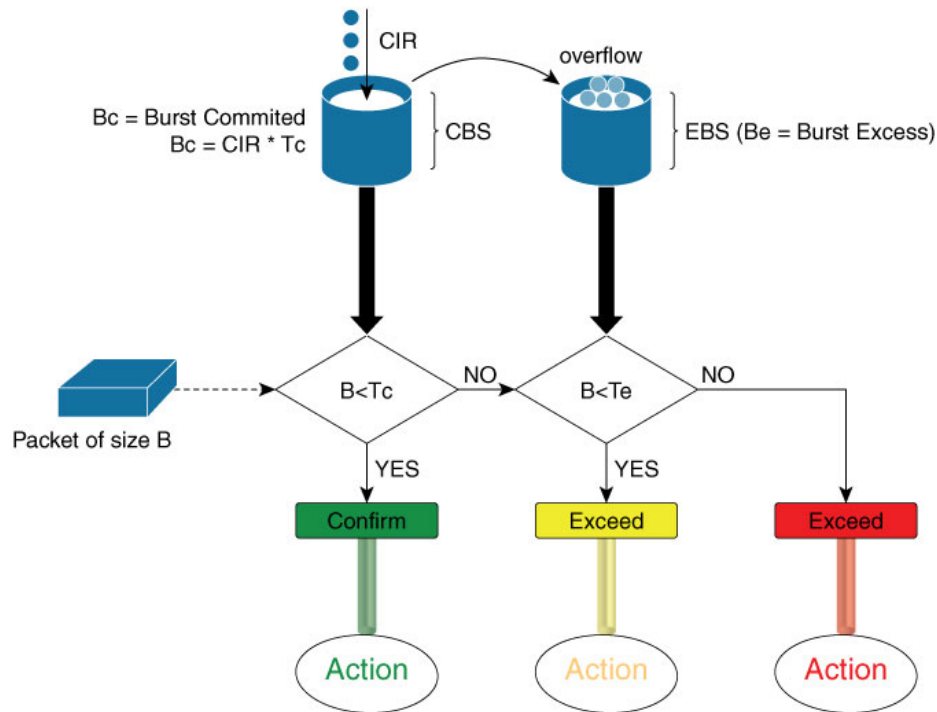 CIR
overflow
Bc = Burst Commited
Bc = CIR * Tc
CBS
EBS (Be = Burst Excess)
B<Tc
NO
B<Te
NO
Packet of size B
YES
YES
Confirm
Exceed
Exceed
Action
Action
Action